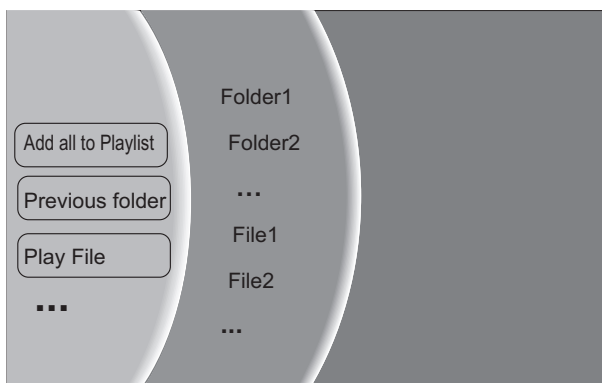 Add all to Playlist
Previous folder
Play File
...
Folder1
Folder2
...
File1
File2
...